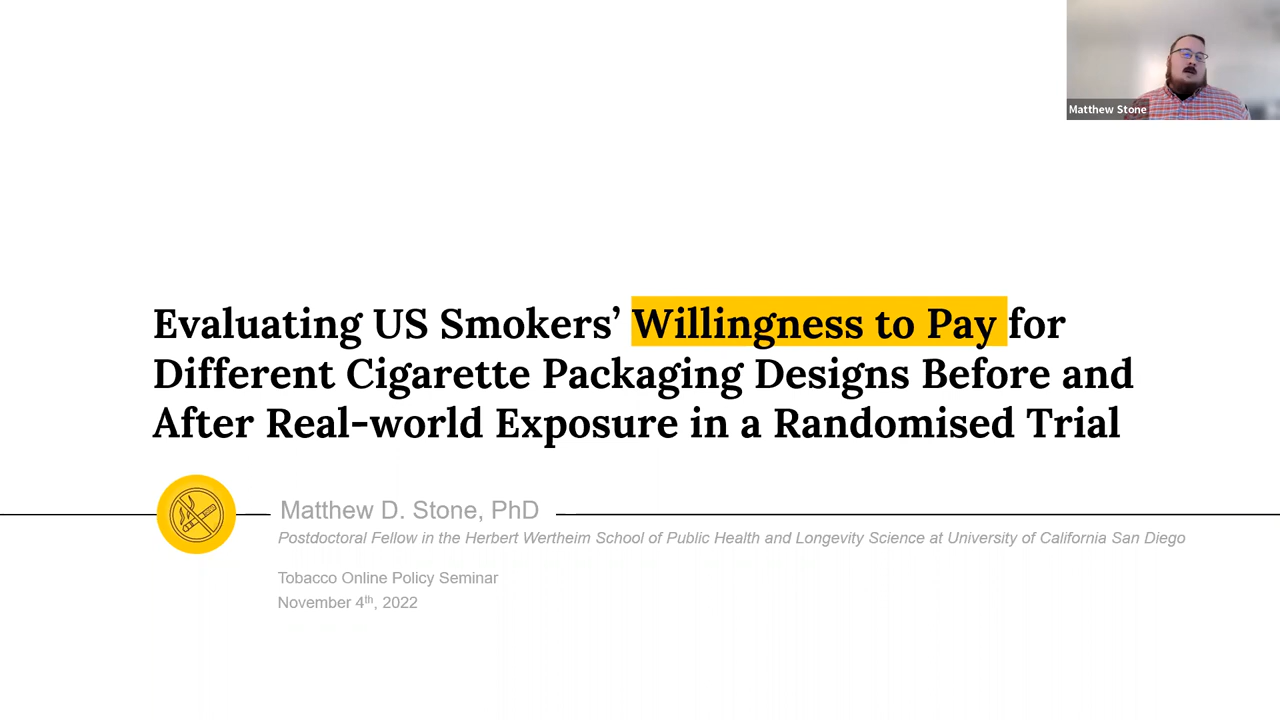 Matthew Stone
Evaluating US Smokers’ Willingness to Pay for
Different Cigarette Packaging Designs Before and
After Real-world Exposure in a Randomised Trial
Matthew D. Stone, PhD
Postdoctoral Fellow in the Herbert Wertheim School of Public Health and Longevity Science at University of California San Diego
Tobacco Online Policy Seminar
November 4th, 2022